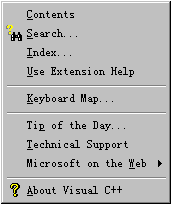 Contents
Search...
Index...
Use Extension Help
Keyboard Map...
Tip of the Day...
Technical Support
Microsoft on the Web
About Visual C++